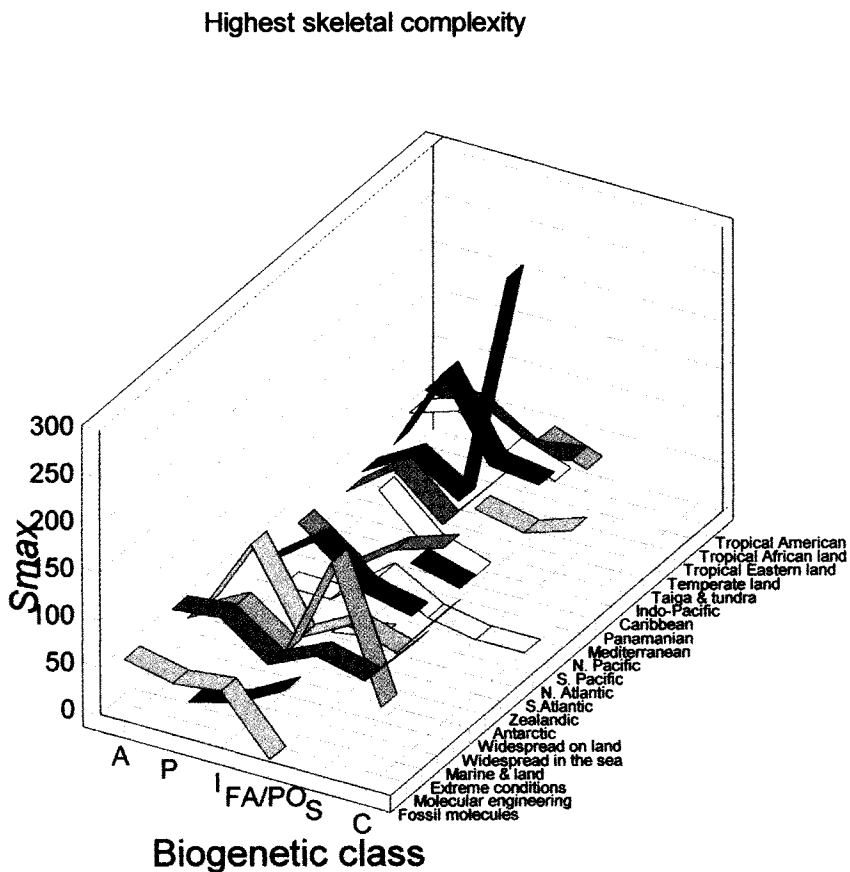 Highest skeletal complexity
300
250
200
150
100
50
0
Smax
A
P
I
FA/PO
S
C
Biogenetic class
Tropical American
Tropical African land
Tropical Eastern land
Temperate land
Taiga & tundra
Indo-Pacific
Caribbean
Panamanian
Mediterranean
N. Pacific
S. Pacific
N. Atlantic
S.Atlantic
Zealandic
Antarctic
Widespread on land
Widespread in the sea
Marine & land
Extreme conditions
Molecular engineering
Fossil molecules